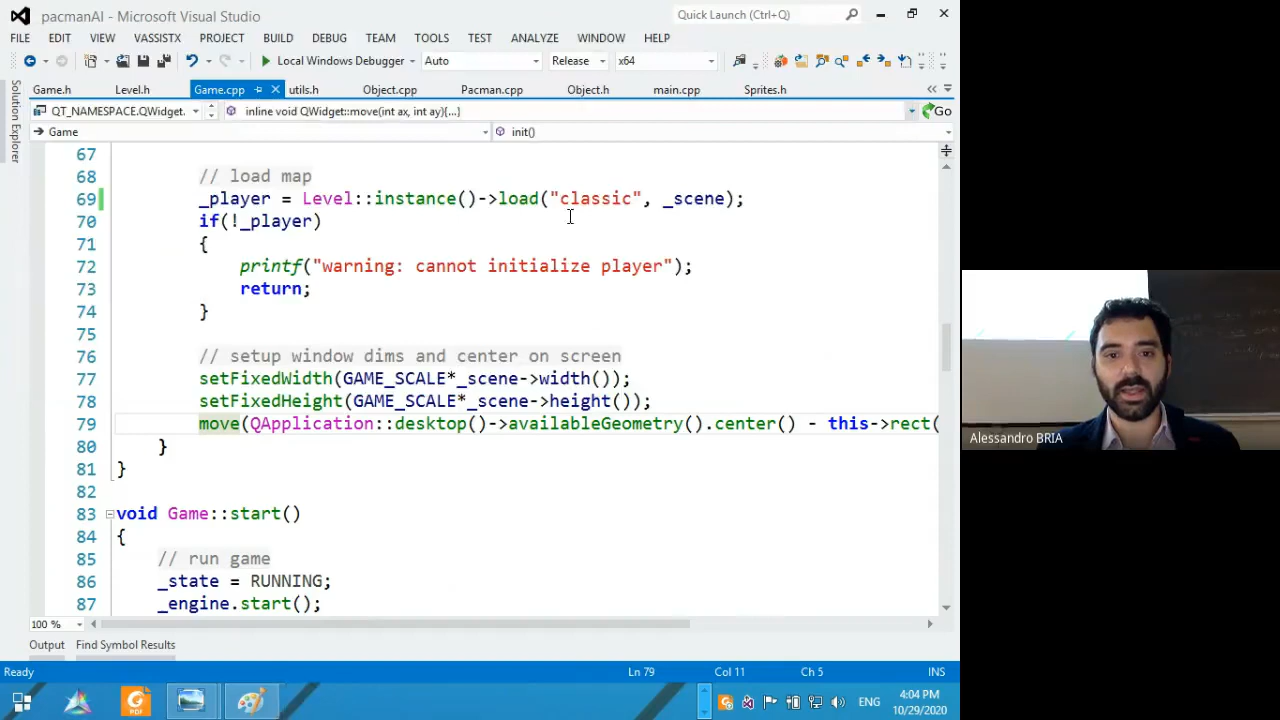 pacmanAI - Microsoft Visual Studio
Quick Launch (Ctrl+Q)
FILE EDIT VIEW VASSISTX PROJECT BUILD DEBUG TEAM TOOLS TEST ANALYZE WINDOW HELP
Local Windows Debugger Auto Release x64
Game.h Level.h Game.cpp utils.h Object.cpp Pacman.cpp Object.h main.cpp Sprites.h
QT_NAMESPACE.QWidget. inline void QWidget::move(int ax, int ay){...} Go
Game init()
Solution Explorer
67
68 // load map
69 _player = Level::instance()->load("classic", _scene);
70 if(!_player)
71 {
72 printf("warning: cannot initialize player");
73 return;
74 }
75
76 // setup window dims and center on screen
77 setFixedWidth(GAME_SCALE*_scene->width());
78 setFixedHeight(GAME_SCALE*_scene->height());
79 move(QApplication::desktop()->availableGeometry().center() - this->rect(
80 }
81 }
82
83 void Game::start()
84 {
85 // run game
86 _state = RUNNING;
87 _engine.start();
100 %
Output Find Symbol Results
Ready Ln 79 Col 11 Ch 5 INS
PDF ENG 4:04 PM
10/29/2020
Alessandro BRIA